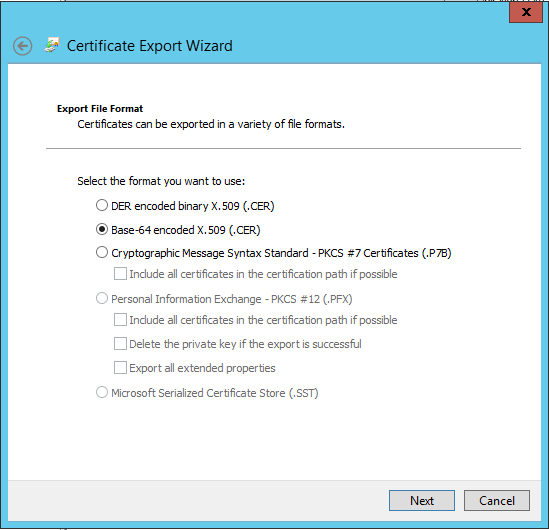 Certificate Export Wizard
Export File Format
Certificates can be exported in a variety of file formats.
Select the format you want to use:
DER encoded binary X.509 (.CER)
Base-64 encoded X.509 (.CER)
Cryptographic Message Syntax Standard - PKCS #7 Certificates (.P7B)
Include all certificates in the certification path if possible
Personal Information Exchange - PKCS #12 (.PFX)
Include all certificates in the certification path if possible
Delete the private key if the export is successful
Export all extended properties
Microsoft Serialized Certificate Store (.SST)
Next
Cancel